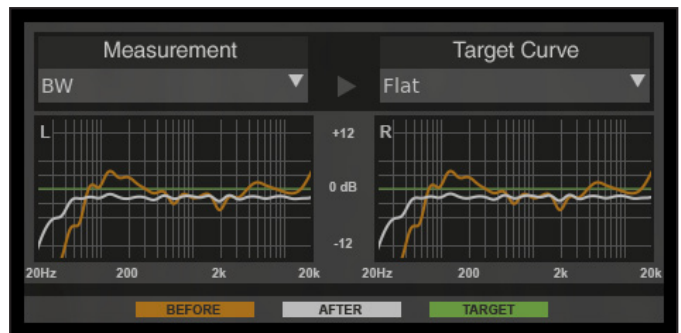 Measurement Target Curve
BW Flat
L +12 R
0 dB
-12
20Hz 200 2k 20k 20Hz 200 2k 20k
BEFORE AFTER TARGET